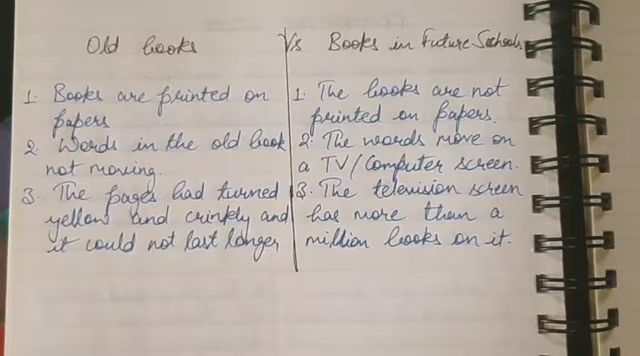 Old books Vs Books in Future Schools
1. Books are printed on
papers
2. Words in the old book
not moving.
3. The pages had turned
yellow and crinkly and
it could not last longer
1. The books are not
printed on papers.
2. The words move on
a TV/Computer screen.
3. The television screen
has more than a
million books on it.